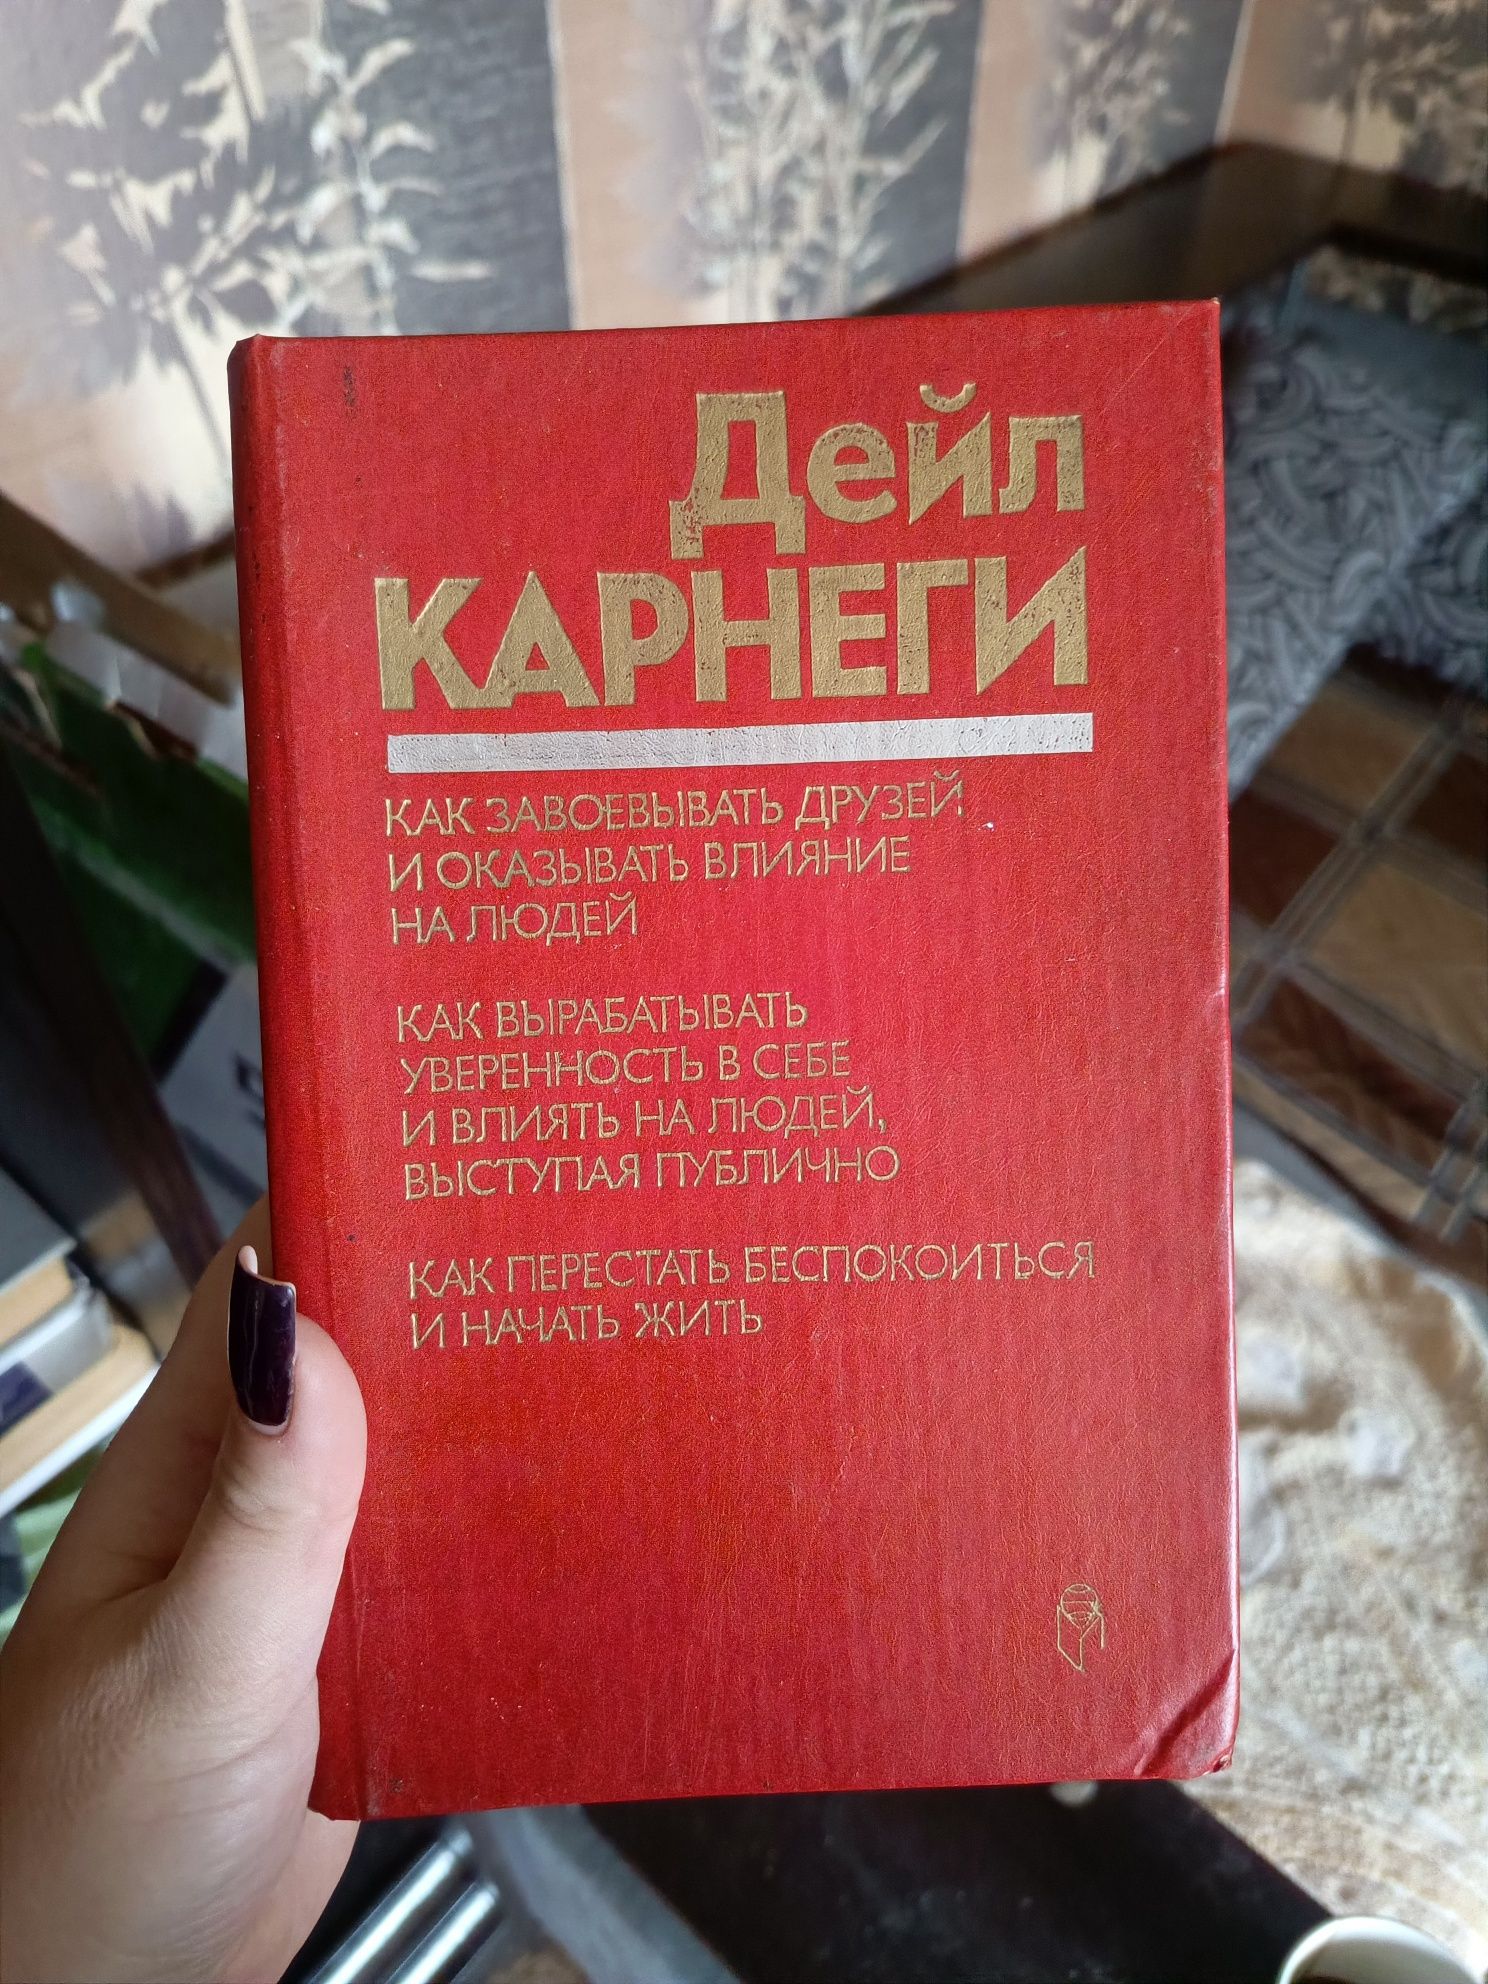 Дейл
КАРНЕГИ
КАК ЗАВОЕВЫВАТЬ ДРУЗЕЙ
И ОКАЗЫВАТЬ ВЛИЯНИЕ
НА ЛЮДЕЙ
КАК ВЫРАБАТЫВАТЬ
УВЕРЕННОСТЬ В СЕБЕ
И ВЛИЯТЬ НА ЛЮДЕЙ,
ВЫСТУПАЯ ПУБЛИЧНО
КАК ПЕРЕСТАТЬ БЕСПОКОИТЬСЯ
И НАЧАТЬ ЖИТЬ